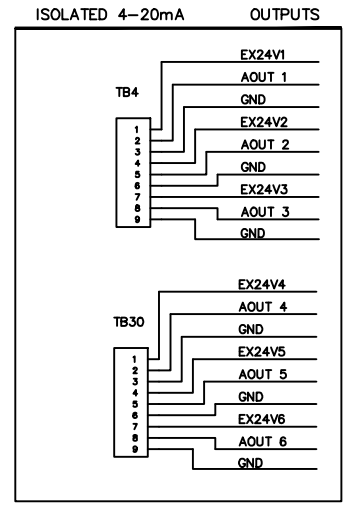 ISOLATED 4-20mA OUTPUTS
EX24V1
AOUT 1
TB4
GND
EX24V2
1
2
AOUT 2
3
4
GND
5
6
EX24V3
7
8
AOUT 3
9
GND
EX24V4
AOUT 4
TB30
GND
EX24V5
1
2
AOUT 5
3
4
GND
5
6
EX24V6
7
8
AOUT 6
9
GND